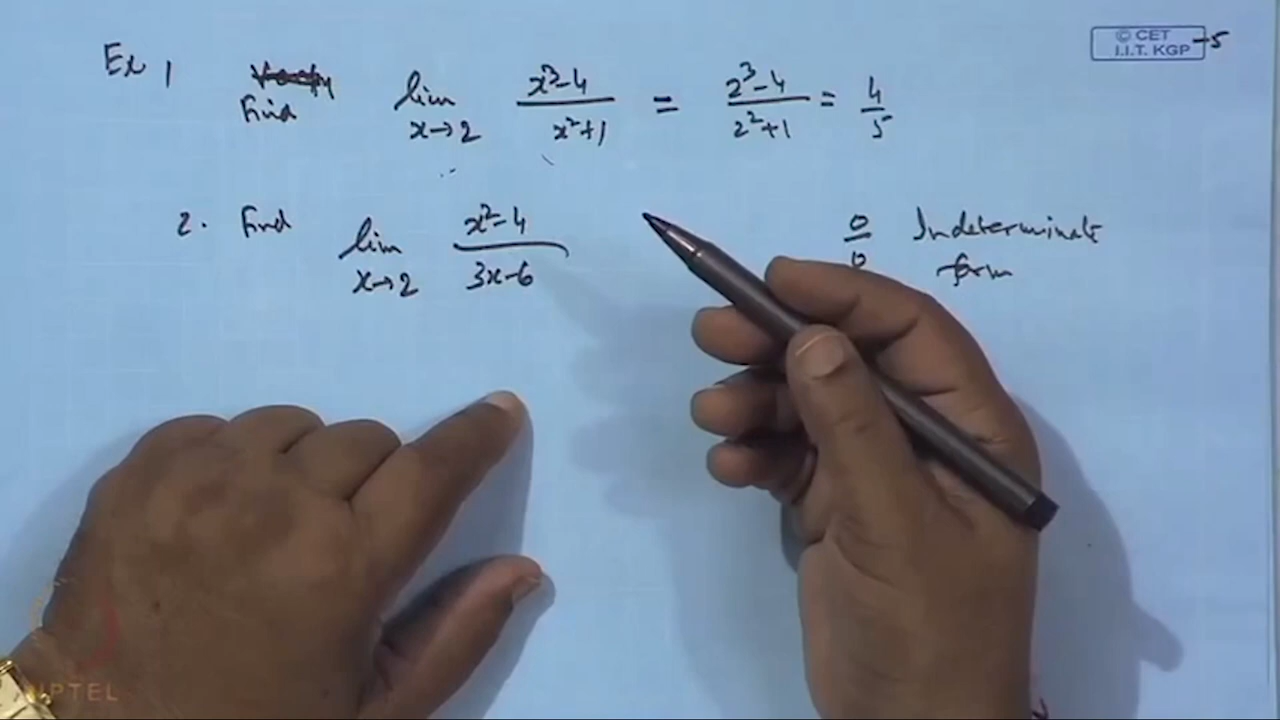 © CET
I.I.T. KGP
-5
Ex 1 Find lim x→2 x³-4 / x²+1 = 2³-4 / 2²+1 = 4/5
2. Find lim x→2 x²-4 / 3x-6 0/0 Indeterminate
form
NPTEL